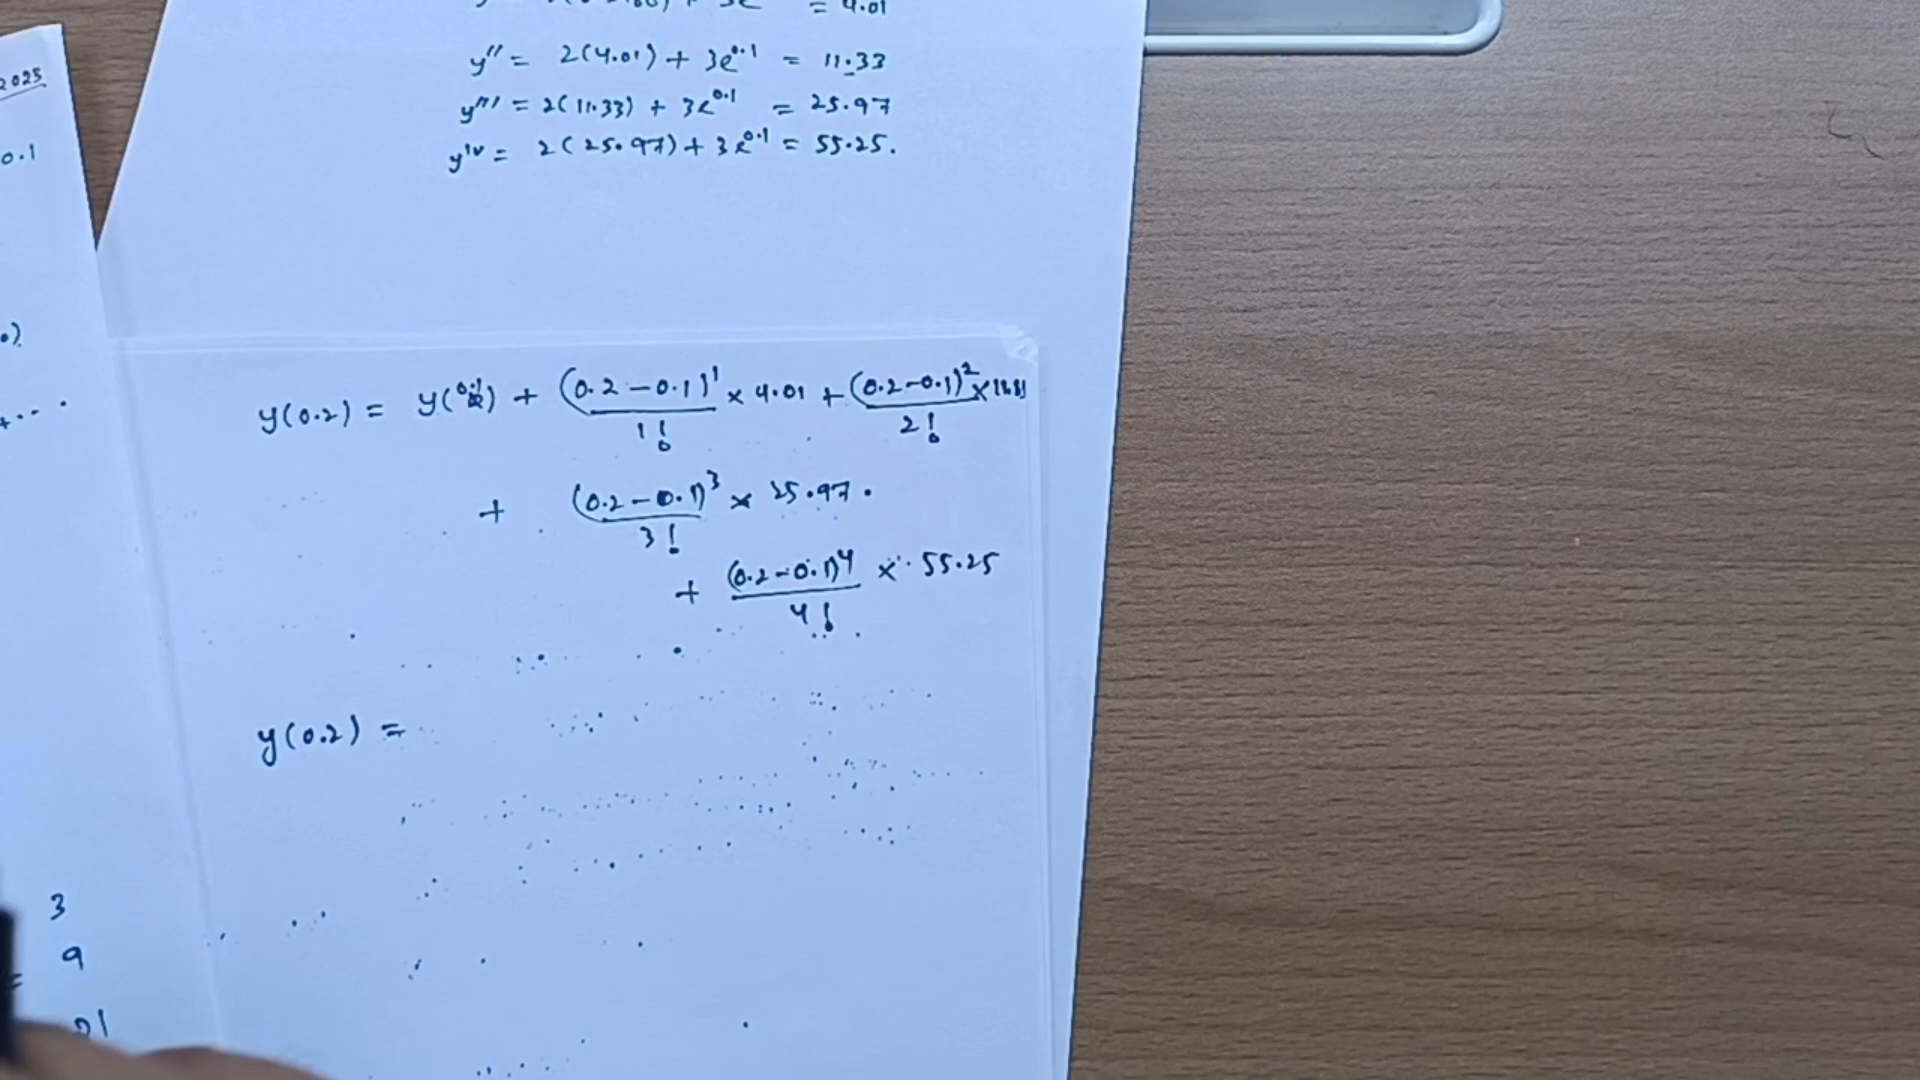 = 4.01
y'' = 2(4.01) + 3e^0.1 = 11.33
y''' = 2(11.33) + 3e^0.1 = 25.97
y'^v = 2(25.97) + 3e^0.1 = 55.25.
2025
0.1
0)
+... .
y(0.2) = y(0.1) + (0.2-0.1)^1/1! × 4.01 + (0.2-0.1)^2/2! ×
+ (0.2-0.1)^3/3! × 25.97.
+ (0.2-0.1)^4/4! × 55.25
y(0.2) =
3
= 9
21